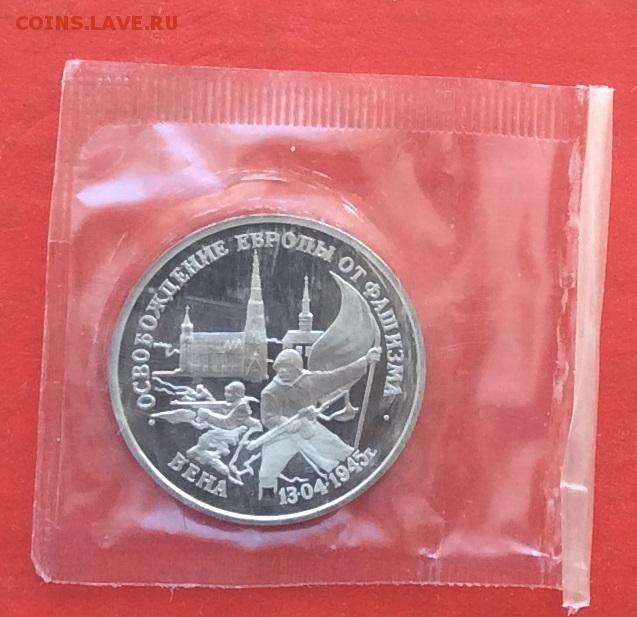 COINS.LAVE.RU
· ОСВОБОЖДЕНИЕ ЕВРОПЫ ОТ ФАШИЗМА ·
ВЕНА 13·04·1945г.